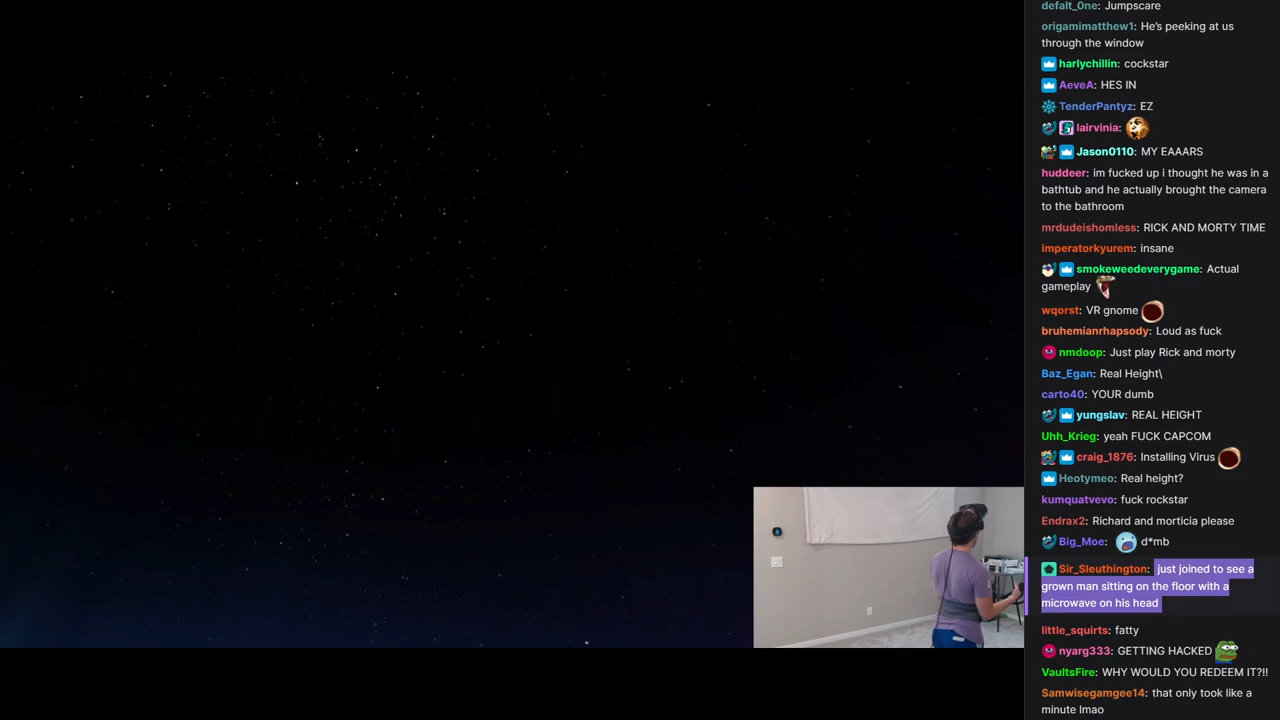 defalt_0ne: Jumpscare
origamimatthew1: He's peeking at us
through the window
harlychillin: cockstar
AeveA: HES IN
TenderPantyz: EZ
lairvinia:
Jason0110: MY EAAARS
huddeer: im fucked up i thought he was in a
bathtub and he actually brought the camera
to the bathroom
mrdudeishomless: RICK AND MORTY TIME
imperatorkyurem: insane
smokeweedeverygame: Actual
gameplay
wqorst: VR gnome
bruhemianrhapsody: Loud as fuck
nmdoop: Just play Rick and morty
Baz_Egan: Real Height\
carto40: YOUR dumb
yungslav: REAL HEIGHT
Uhh_Krieg: yeah FUCK CAPCOM
craig_1876: Installing Virus
Heotymeo: Real height?
kumquatvevo: fuck rockstar
Endrax2: Richard and morticia please
Big_Moe: d*mb
Sir_Sleuthington: just joined to see a
grown man sitting on the floor with a
microwave on his head
little_squirts: fatty
nyarg333: GETTING HACKED
VaultsFire: WHY WOULD YOU REDEEM IT?!!
Samwisegamgee14: that only took like a
minute lmao